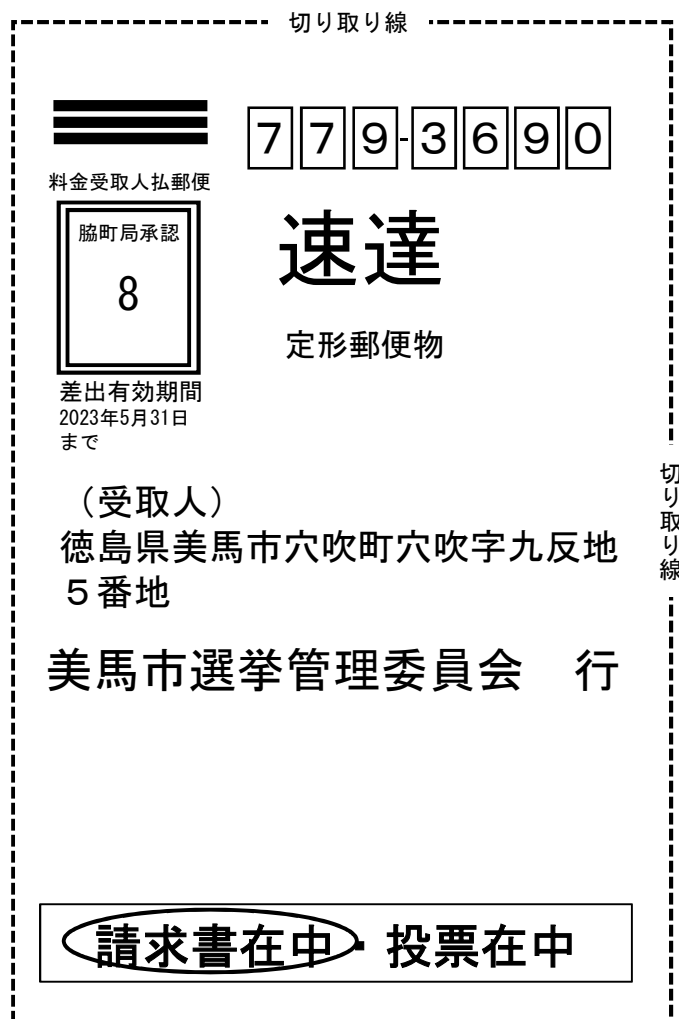 切り取り線
779-3690
料金受取人払郵便
脇町局承認
8
速達
定形郵便物
差出有効期間
2023年5月31日
まで
切り取り線
（受取人）
徳島県美馬市穴吹町穴吹字九反地
５番地
美馬市選挙管理委員会　行
請求書在中・投票在中